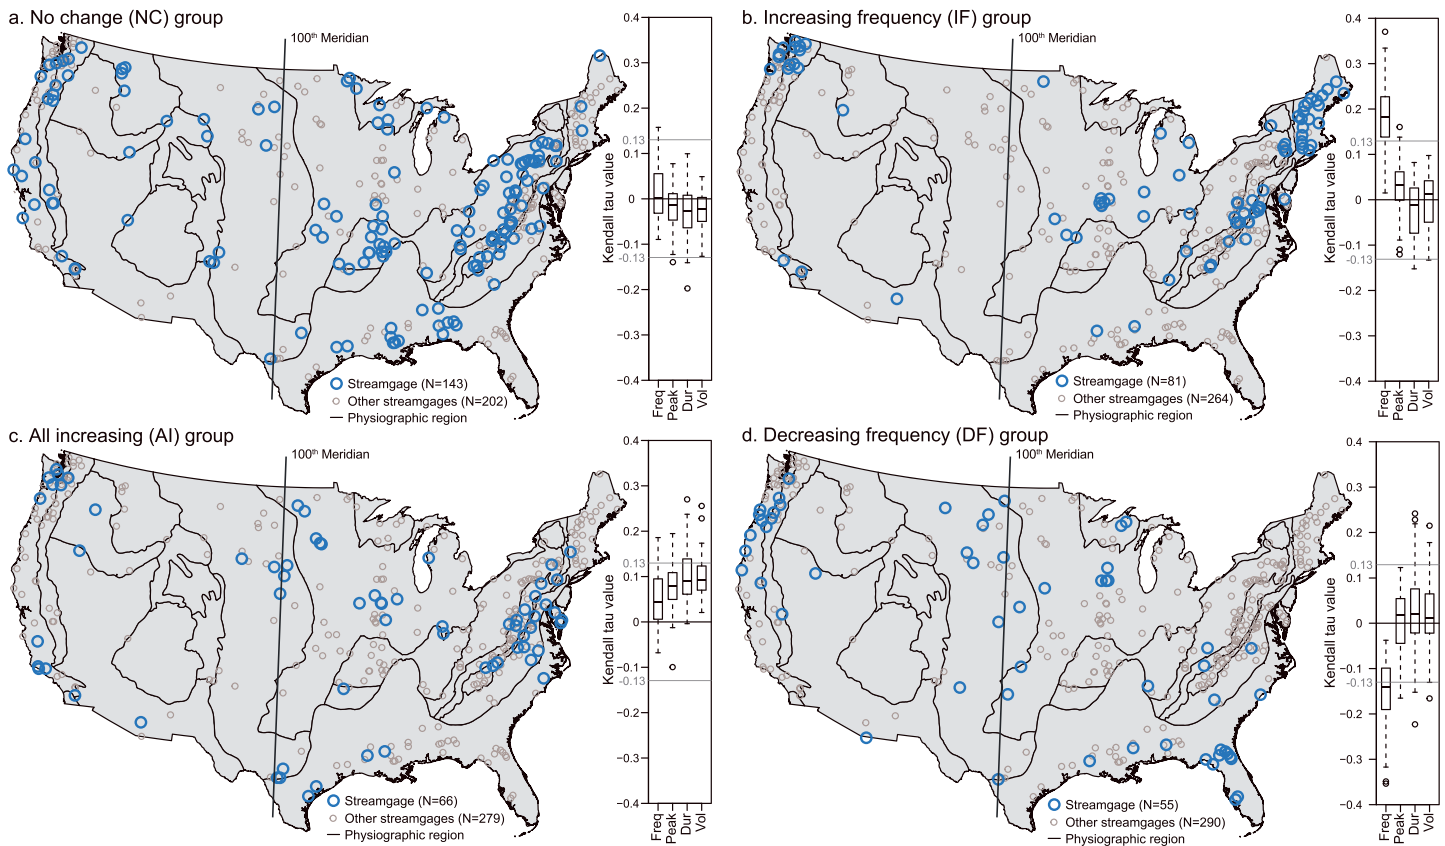 a. No change (NC) group
100th Meridian
Streamgage (N=143)
Other streamgages (N=202)
Physiographic region
Kendall tau value
0.4
0.3
0.2
0.13
0.1
0
−0.1
-0.13
−0.2
−0.3
−0.4
Freq
Peak
Dur
Vol
b. Increasing frequency (IF) group
100th Meridian
Streamgage (N=81)
Other streamgages (N=264)
Physiographic region
Kendall tau value
0.4
0.3
0.2
0.13
0.1
0
−0.1
-0.13
−0.2
−0.3
−0.4
Freq
Peak
Dur
Vol
c. All increasing (AI) group
100th Meridian
Streamgage (N=66)
Other streamgages (N=279)
Physiographic region
Kendall tau value
0.4
0.3
0.2
0.13
0.1
0
−0.1
-0.13
−0.2
−0.3
−0.4
Freq
Peak
Dur
Vol
d. Decreasing frequency (DF) group
100th Meridian
Streamgage (N=55)
Other streamgages (N=290)
Physiographic region
Kendall tau value
0.4
0.3
0.2
0.13
0.1
0
−0.1
-0.13
−0.2
−0.3
−0.4
Freq
Peak
Dur
Vol